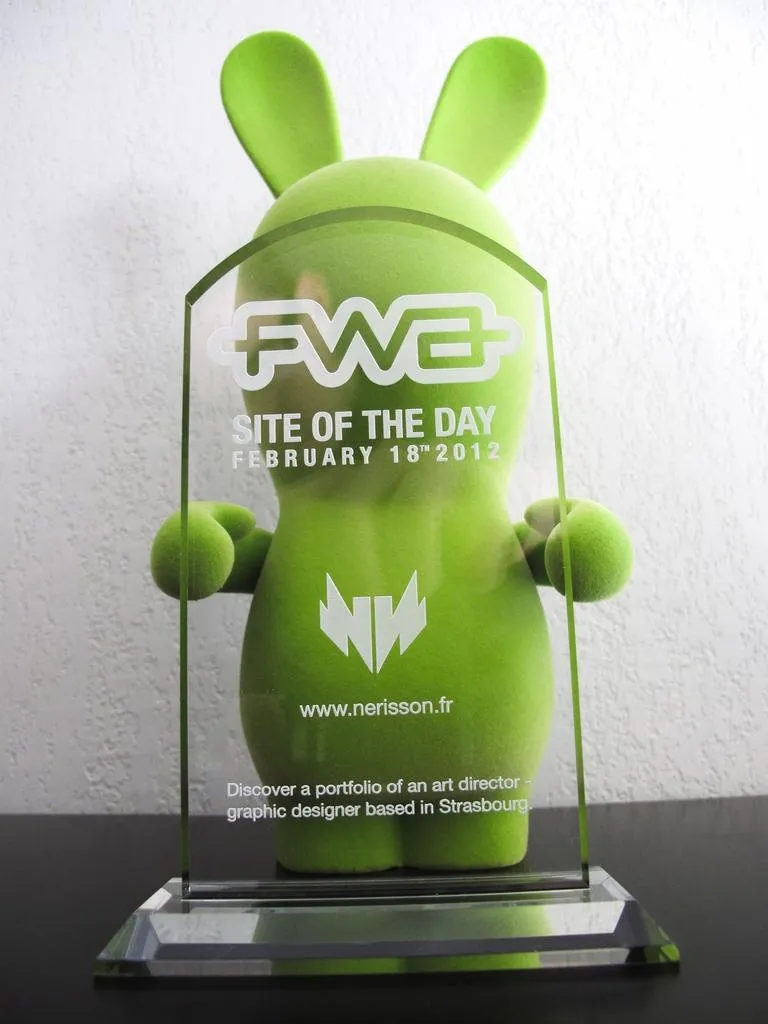 FWA
SITE OF THE DAY
FEBRUARY 18TH 2012
www.nerisson.fr
Discover a portfolio of an art director -
graphic designer based in Strasbourg.